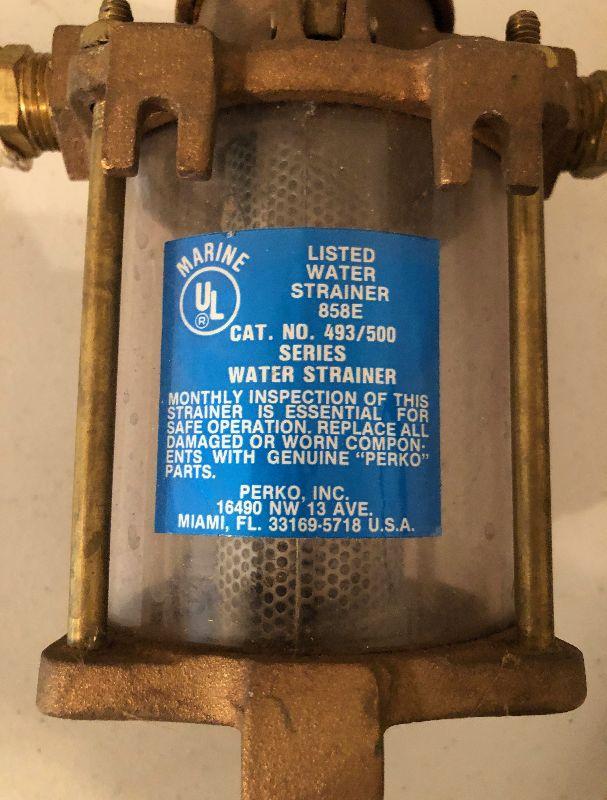 MARINE
UL
®
LISTED
WATER
STRAINER
858E
CAT. NO. 493/500
SERIES
WATER STRAINER
MONTHLY INSPECTION OF THIS
STRAINER IS ESSENTIAL FOR
SAFE OPERATION. REPLACE ALL
DAMAGED OR WORN COMPON-
ENTS WITH GENUINE "PERKO"
PARTS.
PERKO, INC.
16490 NW 13 AVE.
MIAMI, FL. 33169-5718 U.S.A.